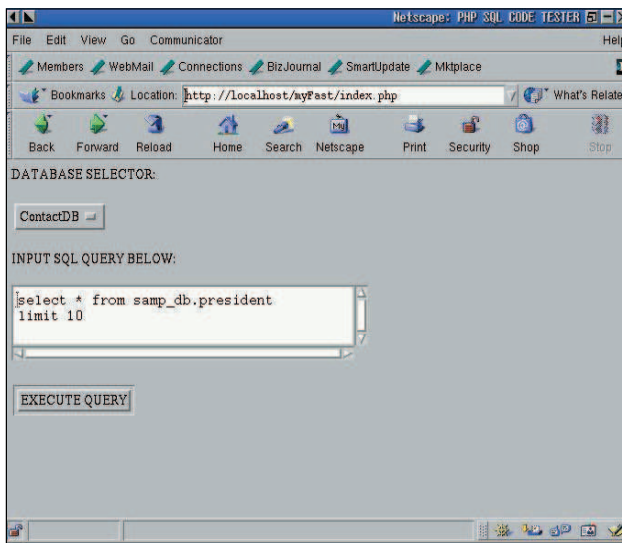 Netscape: PHP SQL CODE TESTER
File Edit View Go Communicator Help
Members WebMail Connections BizJournal SmartUpdate Mktplace
Bookmarks Location: http://localhost/myFast/index.php What's Relate
Back Forward Reload Home Search Netscape Print Security Shop Stop
My
DATABASE SELECTOR:
ContactDB
INPUT SQL QUERY BELOW:
select * from samp_db.president
limit 10
EXECUTE QUERY